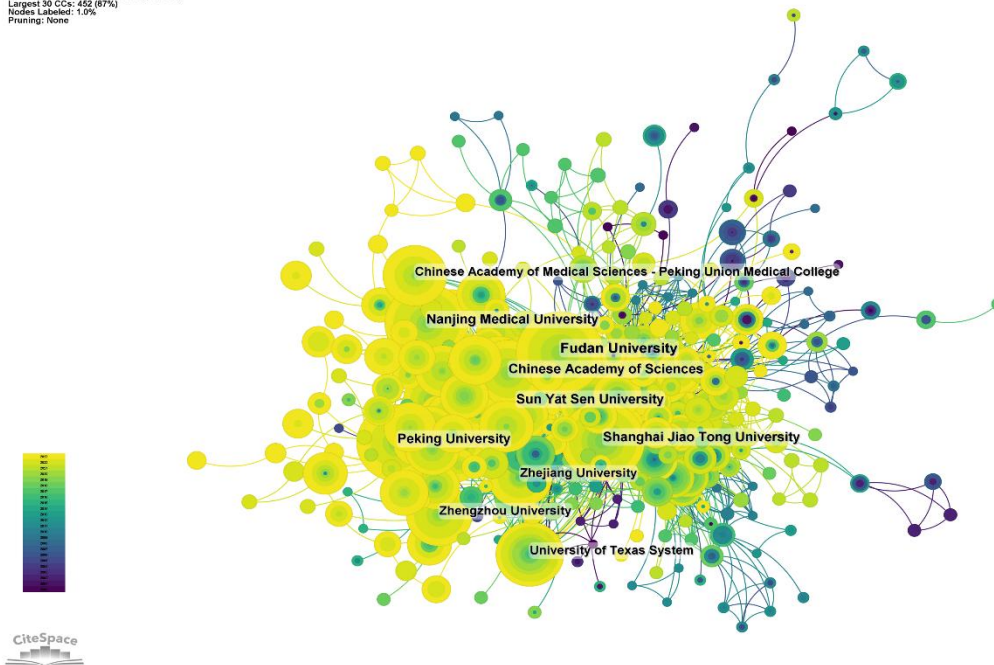 Largest 30 CCs: 452 (87%)
Nodes Labeled: 1.0%
Pruning: None
Chinese Academy of Medical Sciences - Peking Union Medical College
Nanjing Medical University
Fudan University
Chinese Academy of Sciences
Sun Yat Sen University
Peking University
Shanghai Jiao Tong University
Zhejiang University
Zhengzhou University
University of Texas System
CiteSpace